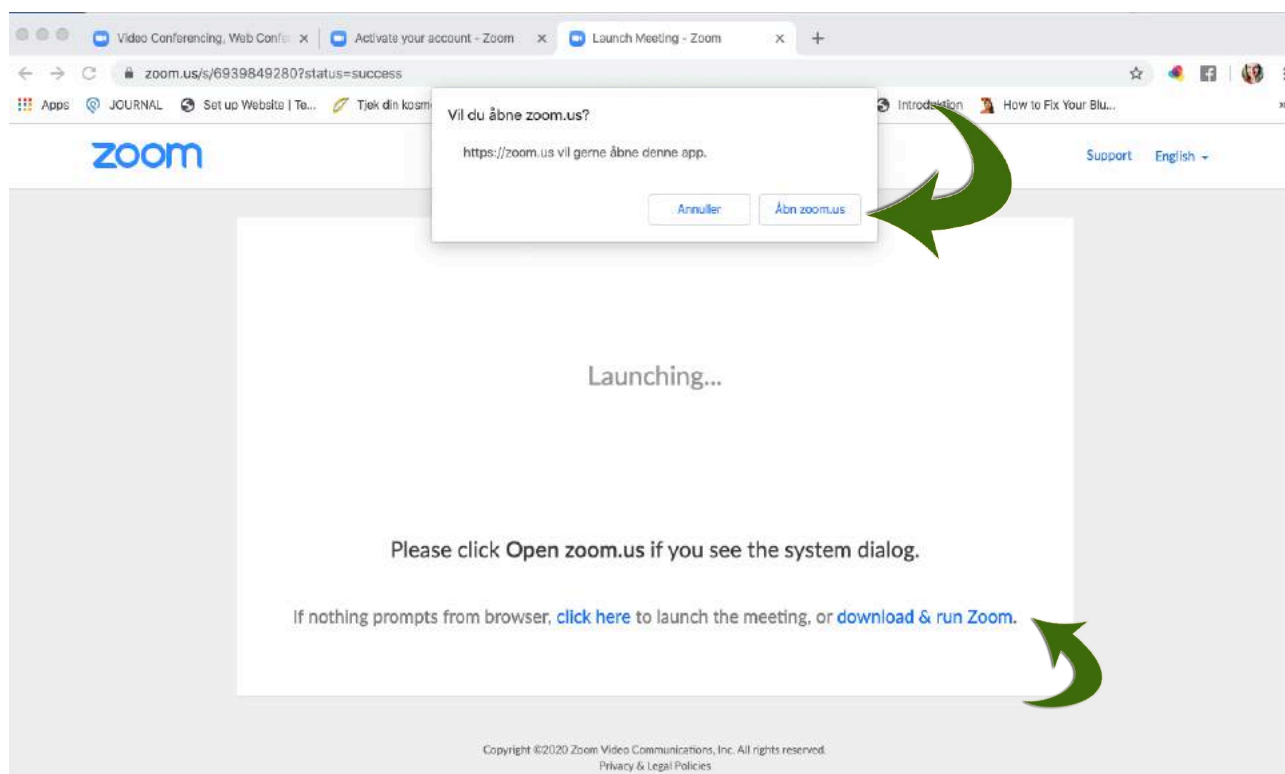 Video Conferencing, Web Confe
Activate your account - Zoom
Launch Meeting - Zoom
zoom.us/s/6939849280?status=success
Apps
JOURNAL
Set up Website | Te...
Tjek din kosm
Introduktion
How to Fix Your Blu...
Vil du åbne zoom.us?
https://zoom.us vil gerne åbne denne app.
Annuller
Åbn zoom.us
zoom
Support
English
Launching...
Please click Open zoom.us if you see the system dialog.
If nothing prompts from browser, click here to launch the meeting, or download & run Zoom.
Copyright ©2020 Zoom Video Communications, Inc. All rights reserved.
Privacy & Legal Policies